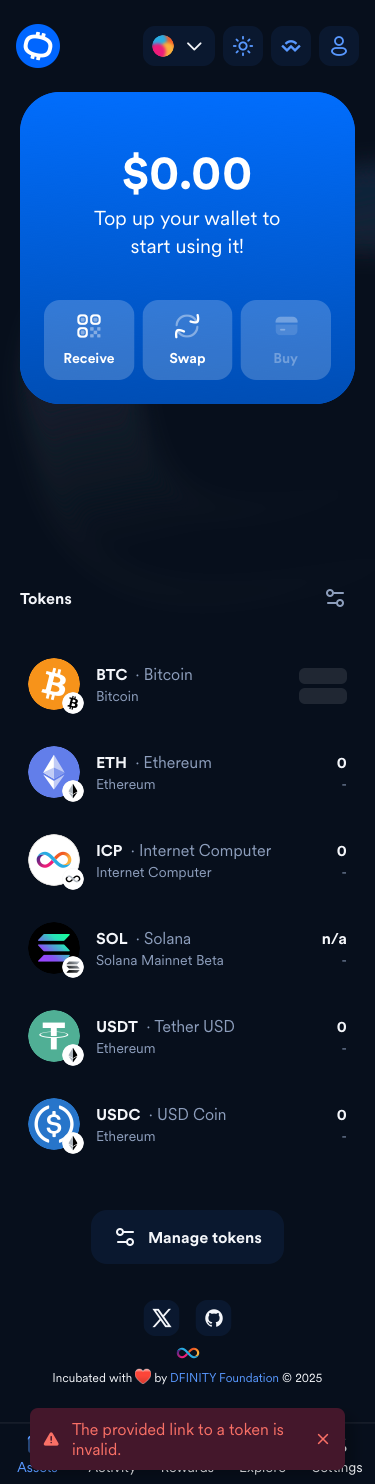 $0.00
Top up your wallet to
start using it!
Receive
Swap
Buy
Tokens
BTC · Bitcoin
Bitcoin
ETH · Ethereum
0
Ethereum
-
ICP · Internet Computer
0
Internet Computer
-
SOL · Solana
n/a
Solana Mainnet Beta
-
USDT · Tether USD
0
Ethereum
-
USDC · USD Coin
0
Ethereum
-
Manage tokens
Incubated with ❤️ by DFINITY Foundation © 2025
The provided link to a token is
invalid.
Assets
Activity
Rewards
Explore
Settings